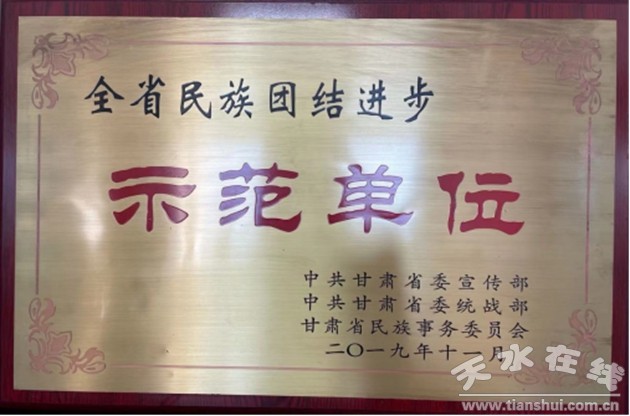 全省民族团结进步
示范单位
中共甘肃省委宣传部
中共甘肃省委统战部
甘肃省民族事务委员会
二〇一九年十一月
天水在线
www.tianshui.com.cn